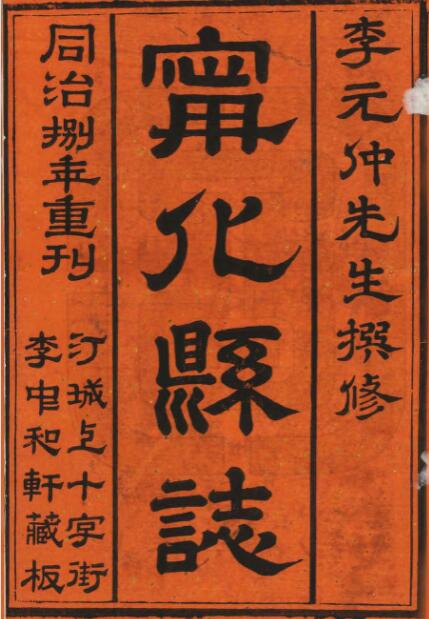 李元仲先生撰修
甯化縣誌
同治捌年重刊
汀城上十字街
李中和軒藏板